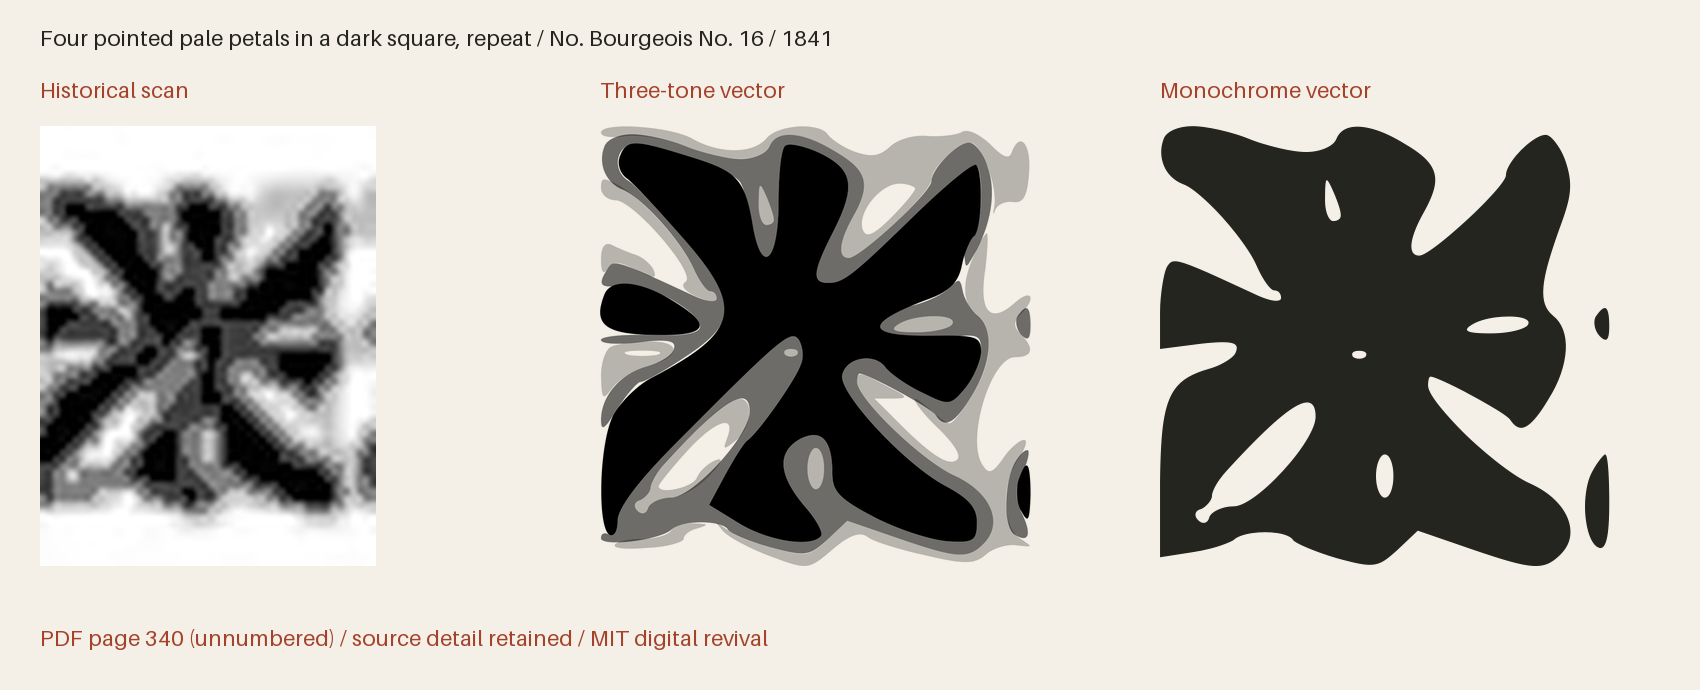 Four pointed pale petals in a dark square, repeat / No. Bourgeois No. 16 / 1841
Historical scan
Three-tone vector
Monochrome vector
PDF page 340 (unnumbered) / source detail retained / MIT digital revival